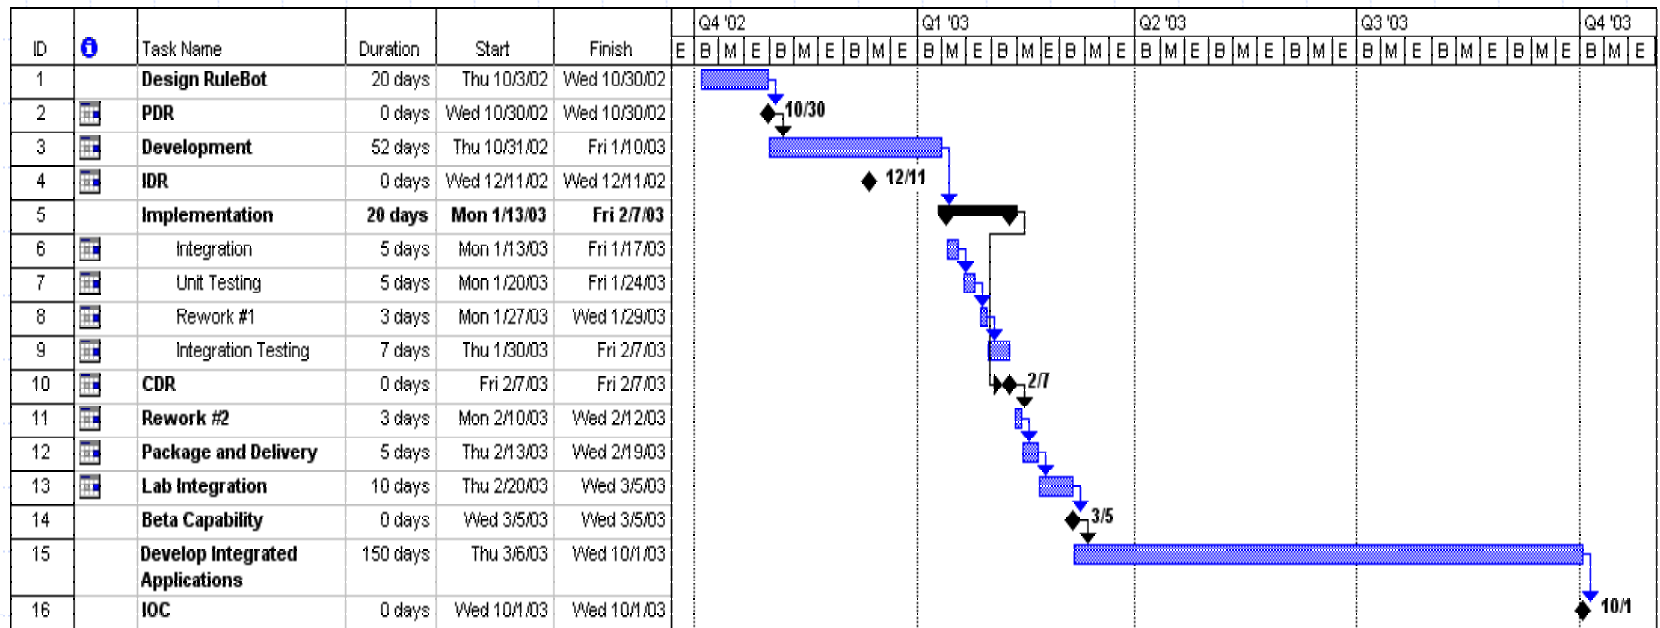 Q4 '02 Q1 '03 Q2 '03 Q3 '03 Q4 '03
ID Task Name Duration Start Finish E B M E B M E B M E B M E B M E B M E B M E B M E B M E B M E B M E B M E B M E
1 Design RuleBot 20 days Thu 10/3/02 Wed 10/30/02
2 PDR 0 days Wed 10/30/02 Wed 10/30/02 10/30
3 Development 52 days Thu 10/31/02 Fri 1/10/03
4 IDR 0 days Wed 12/11/02 Wed 12/11/02 12/11
5 Implementation 20 days Mon 1/13/03 Fri 2/7/03
6 Integration 5 days Mon 1/13/03 Fri 1/17/03
7 Unit Testing 5 days Mon 1/20/03 Fri 1/24/03
8 Rework #1 3 days Mon 1/27/03 Wed 1/29/03
9 Integration Testing 7 days Thu 1/30/03 Fri 2/7/03
10 CDR 0 days Fri 2/7/03 Fri 2/7/03 2/7
11 Rework #2 3 days Mon 2/10/03 Wed 2/12/03
12 Package and Delivery 5 days Thu 2/13/03 Wed 2/19/03
13 Lab Integration 10 days Thu 2/20/03 Wed 3/5/03
14 Beta Capability 0 days Wed 3/5/03 Wed 3/5/03 3/5
15 Develop Integrated 150 days Thu 3/6/03 Wed 10/1/03
Applications
16 IOC 0 days Wed 10/1/03 Wed 10/1/03 10/1